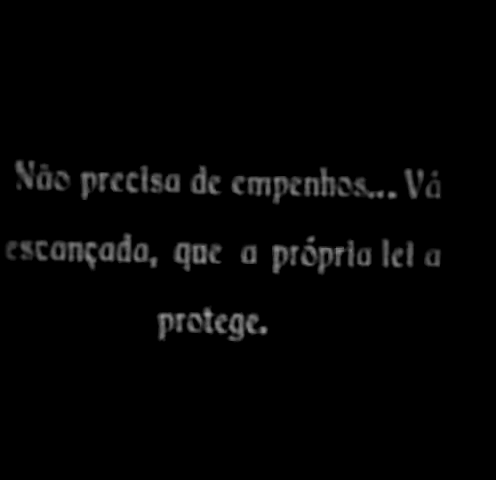 Não precisa de empenhos... Vá
escançada, que a própria lei a
protege.